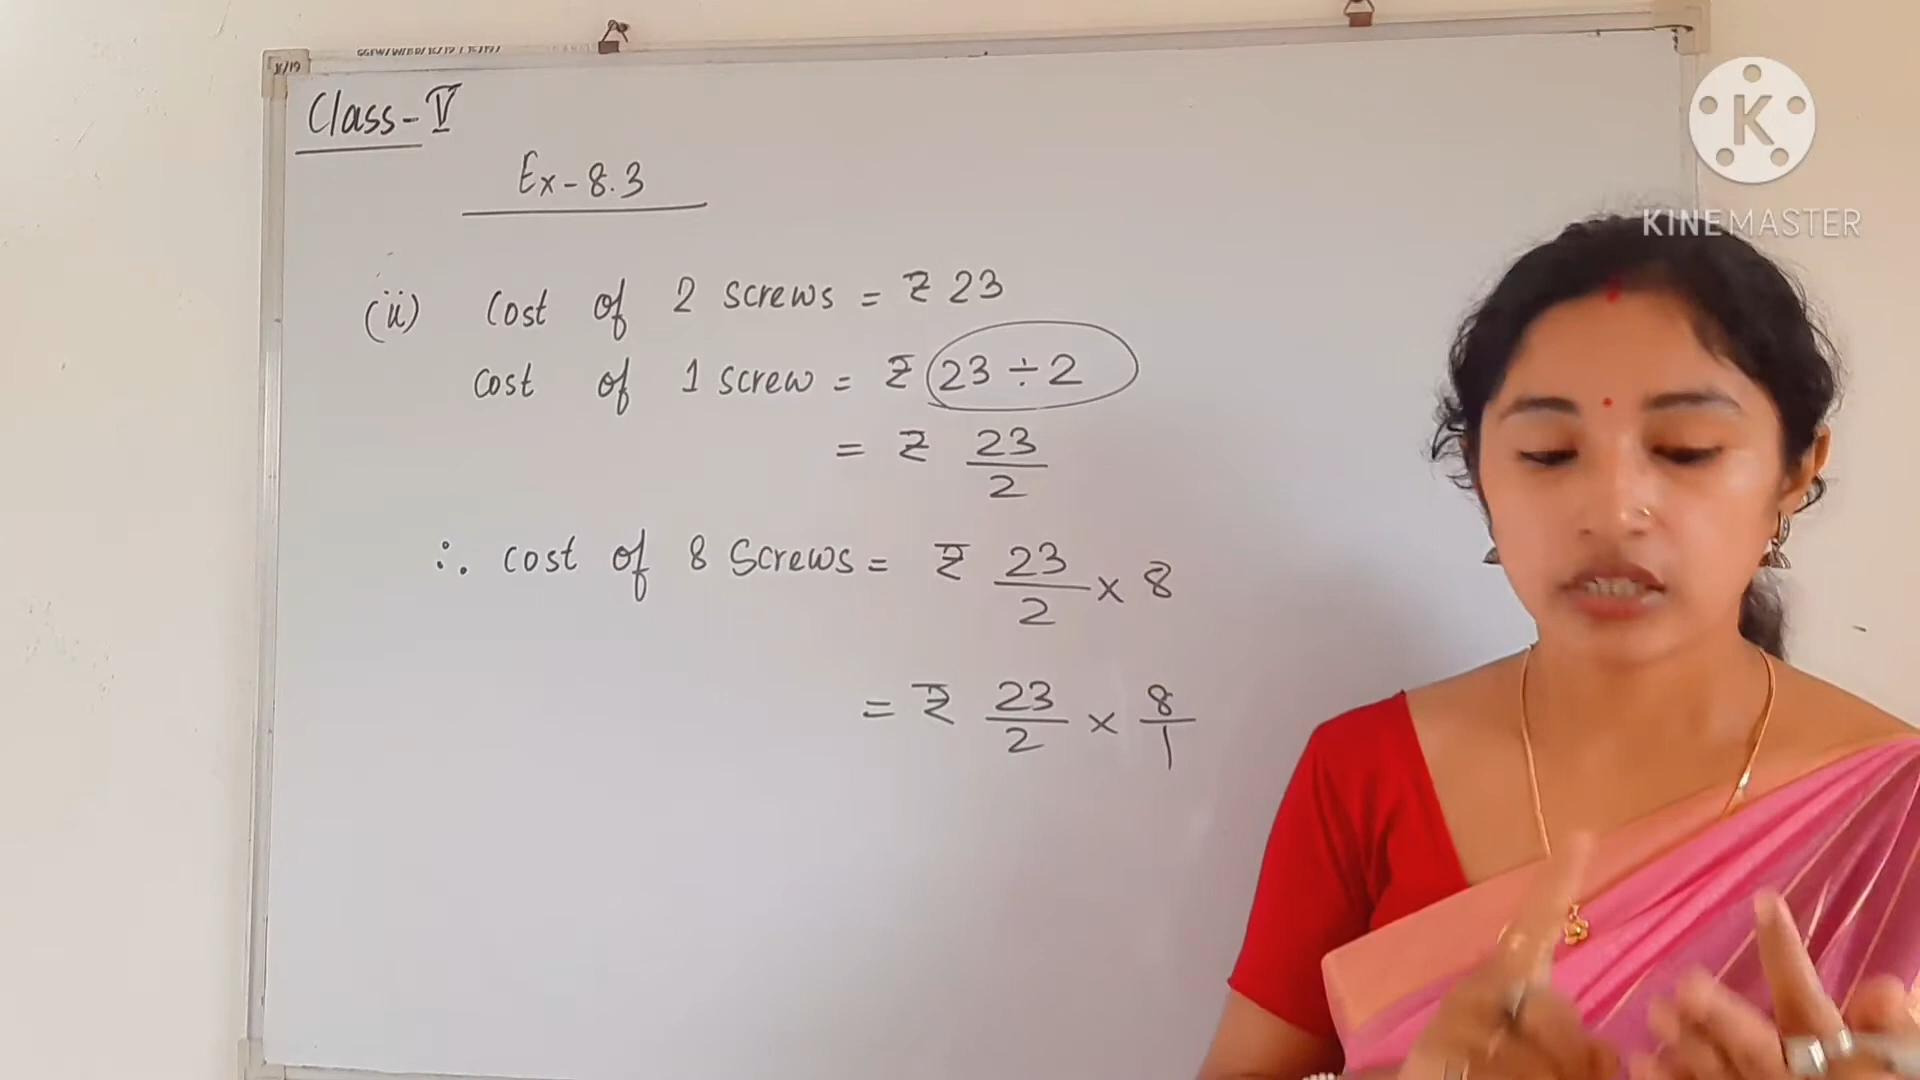 K
KINEMASTER
Class - V
Ex - 8.3
(ii) Cost of 2 screws = ₹ 23
Cost of 1 screw = ₹ 23 ÷ 2
= ₹ 23/2
∴ cost of 8 Screws = ₹ 23/2 × 8
= ₹ 23/2 × 8/1